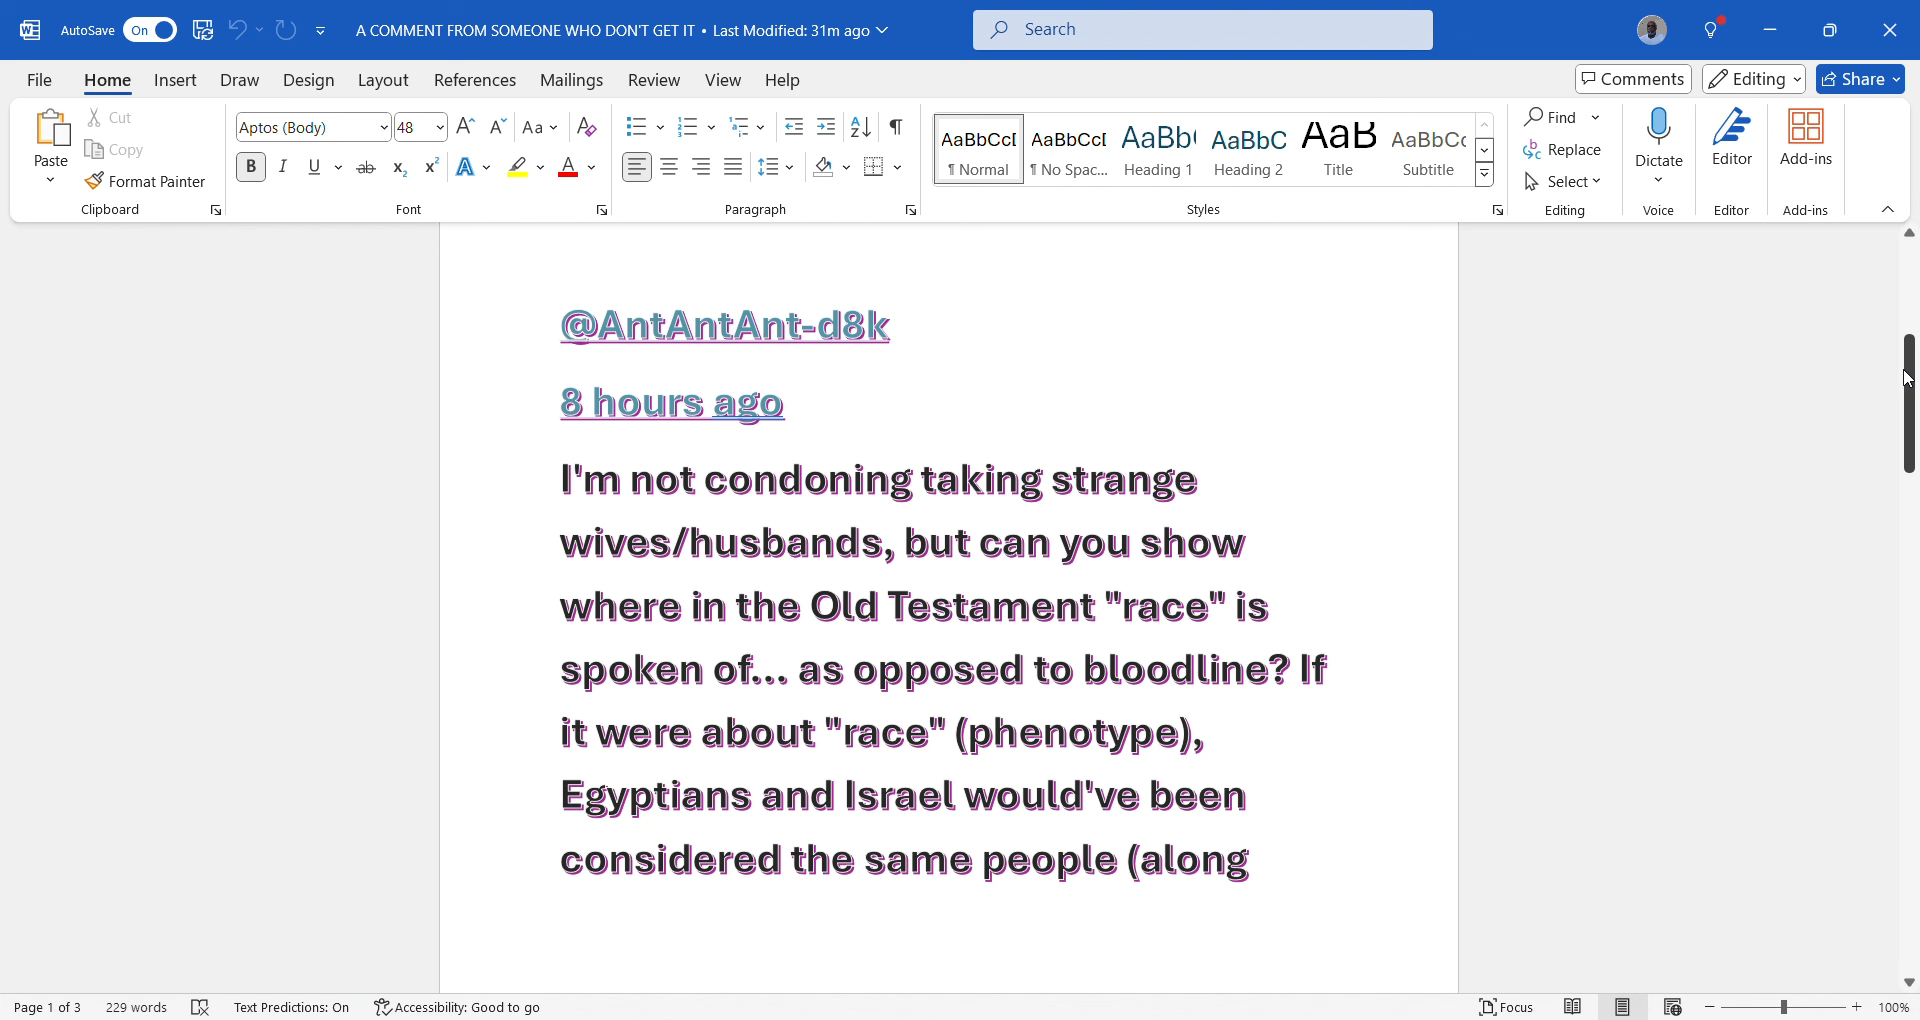 AutoSave On A COMMENT FROM SOMEONE WHO DON'T GET IT • Last Modified: 31m ago Search
File Home Insert Draw Design Layout References Mailings Review View Help Comments Editing Share
Paste Cut Copy Format Painter Clipboard
Aptos (Body) 48 Font
Paragraph
AaBbCcD ¶ Normal AaBbCcD ¶ No Spac... AaBbC Heading 1 AaBbC Heading 2 AaB Title AaBbCc Subtitle Styles
Find Replace Select Editing
Dictate Voice
Editor Editor
Add-ins Add-ins
@AntAntAnt-d8k
8 hours ago
I'm not condoning taking strange
wives/husbands, but can you show
where in the Old Testament "race" is
spoken of... as opposed to bloodline? If
it were about "race" (phenotype),
Egyptians and Israel would've been
considered the same people (along
Page 1 of 3 229 words Text Predictions: On Accessibility: Good to go Focus 100%